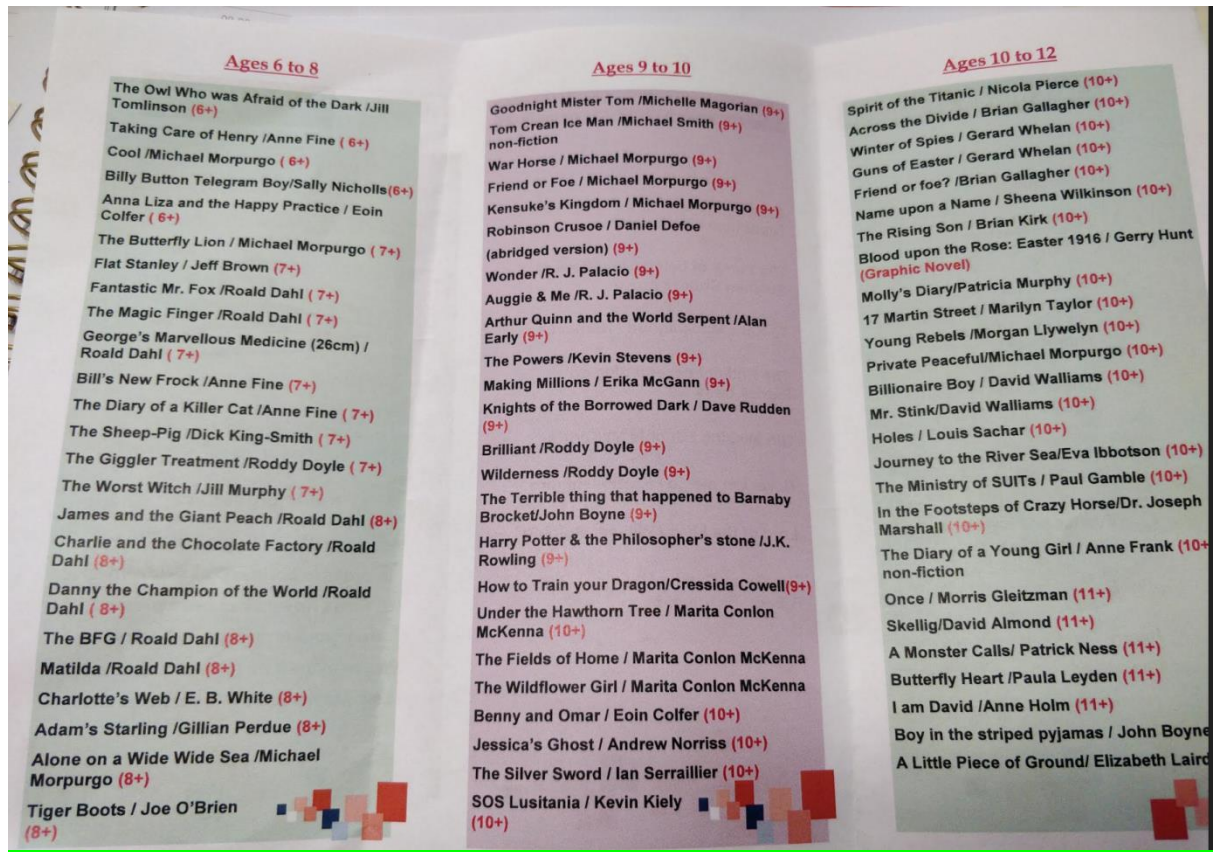 Ages 6 to 8
The Owl Who was Afraid of the Dark /Jill
Tomlinson (6+)
Taking Care of Henry /Anne Fine ( 6+)
Cool /Michael Morpurgo ( 6+)
Billy Button Telegram Boy/Sally Nicholls(6+)
Anna Liza and the Happy Practice / Eoin
Colfer ( 6+)
The Butterfly Lion / Michael Morpurgo ( 7+)
Flat Stanley / Jeff Brown (7+)
Fantastic Mr. Fox /Roald Dahl ( 7+)
The Magic Finger /Roald Dahl ( 7+)
George's Marvellous Medicine (26cm) /
Roald Dahl ( 7+)
Bill's New Frock /Anne Fine (7+)
The Diary of a Killer Cat /Anne Fine ( 7+)
The Sheep-Pig /Dick King-Smith ( 7+)
The Giggler Treatment /Roddy Doyle ( 7+)
The Worst Witch /Jill Murphy ( 7+)
James and the Giant Peach /Roald Dahl (8+)
Charlie and the Chocolate Factory /Roald
Dahl (8+)
Danny the Champion of the World /Roald
Dahl ( 8+)
The BFG / Roald Dahl (8+)
Matilda /Roald Dahl (8+)
Charlotte's Web / E. B. White (8+)
Adam's Starling /Gillian Perdue (8+)
Alone on a Wide Wide Sea /Michael
Morpurgo (8+)
Tiger Boots / Joe O'Brien
(8+)
Ages 9 to 10
Goodnight Mister Tom /Michelle Magorian (9+)
Tom Crean Ice Man /Michael Smith (9+)
non-fiction
War Horse / Michael Morpurgo (9+)
Friend or Foe / Michael Morpurgo (9+)
Kensuke's Kingdom / Michael Morpurgo (9+)
Robinson Crusoe / Daniel Defoe
(abridged version) (9+)
Wonder /R. J. Palacio (9+)
Auggie & Me /R. J. Palacio (9+)
Arthur Quinn and the World Serpent /Alan
Early (9+)
The Powers /Kevin Stevens (9+)
Making Millions / Erika McGann (9+)
Knights of the Borrowed Dark / Dave Rudden
(9+)
Brilliant /Roddy Doyle (9+)
Wilderness /Roddy Doyle (9+)
The Terrible thing that happened to Barnaby
Brocket/John Boyne (9+)
Harry Potter & the Philosopher's stone /J.K.
Rowling (9+)
How to Train your Dragon/Cressida Cowell(9+)
Under the Hawthorn Tree / Marita Conlon
McKenna (10+)
The Fields of Home / Marita Conlon McKenna
The Wildflower Girl / Marita Conlon McKenna
Benny and Omar / Eoin Colfer (10+)
Jessica's Ghost / Andrew Norriss (10+)
The Silver Sword / Ian Serraillier (10+)
SOS Lusitania / Kevin Kiely
(10+)
Ages 10 to 12
Spirit of the Titanic / Nicola Pierce (10+)
Across the Divide / Brian Gallagher (10+)
Winter of Spies / Gerard Whelan (10+)
Guns of Easter / Gerard Whelan (10+)
Friend or foe? /Brian Gallagher (10+)
Name upon a Name / Sheena Wilkinson (10+)
The Rising Son / Brian Kirk (10+)
Blood upon the Rose: Easter 1916 / Gerry Hunt
(Graphic Novel)
Molly's Diary/Patricia Murphy (10+)
17 Martin Street / Marilyn Taylor (10+)
Young Rebels /Morgan Llywelyn (10+)
Private Peaceful/Michael Morpurgo (10+)
Billionaire Boy / David Walliams (10+)
Mr. Stink/David Walliams (10+)
Holes / Louis Sachar (10+)
Journey to the River Sea/Eva Ibbotson (10+)
The Ministry of SUITs / Paul Gamble (10+)
In the Footsteps of Crazy Horse/Dr. Joseph
Marshall (10+)
The Diary of a Young Girl / Anne Frank (10+
non-fiction
Once / Morris Gleitzman (11+)
Skellig/David Almond (11+)
A Monster Calls/ Patrick Ness (11+)
Butterfly Heart /Paula Leyden (11+)
I am David /Anne Holm (11+)
Boy in the striped pyjamas / John Boyne
A Little Piece of Ground/ Elizabeth Laird